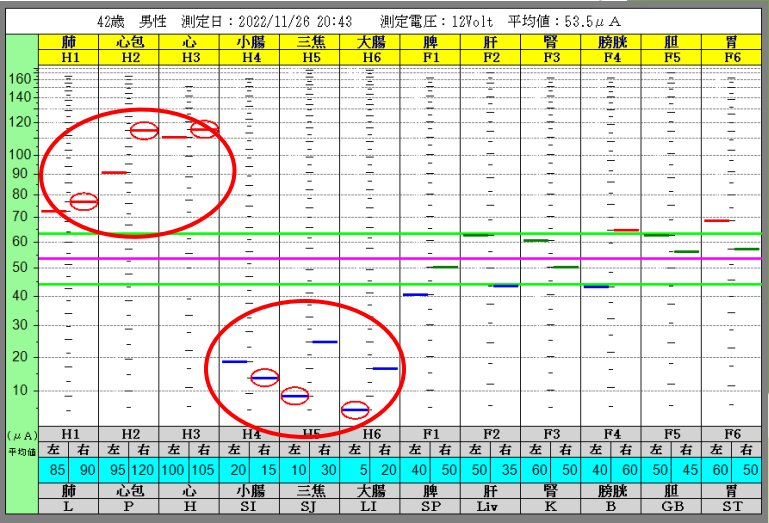 42歳 男性 測定日：2022/11/26 20:43 測定電圧：12Volt 平均値：53.5μA
肺 心包 心 小腸 三焦 大腸 脾 肝 腎 膀胱 胆 胃
H1 H2 H3 H4 H5 H6 F1 F2 F3 F4 F5 F6
160
140
120
100
90
80
70
60
50
40
30
20
10
(μA) H1 H2 H3 H4 H5 H6 F1 F2 F3 F4 F5 F6
平均値 左 右 左 右 左 右 左 右 左 右 左 右 左 右 左 右 左 右 左 右 左 右 左 右
85 90 95 120 100 105 20 15 10 30 5 20 40 50 50 35 60 50 40 60 50 45 60 50
肺 心包 心 小腸 三焦 大腸 脾 肝 腎 膀胱 胆 胃
L P H SI SJ LI SP Liv K B GB ST